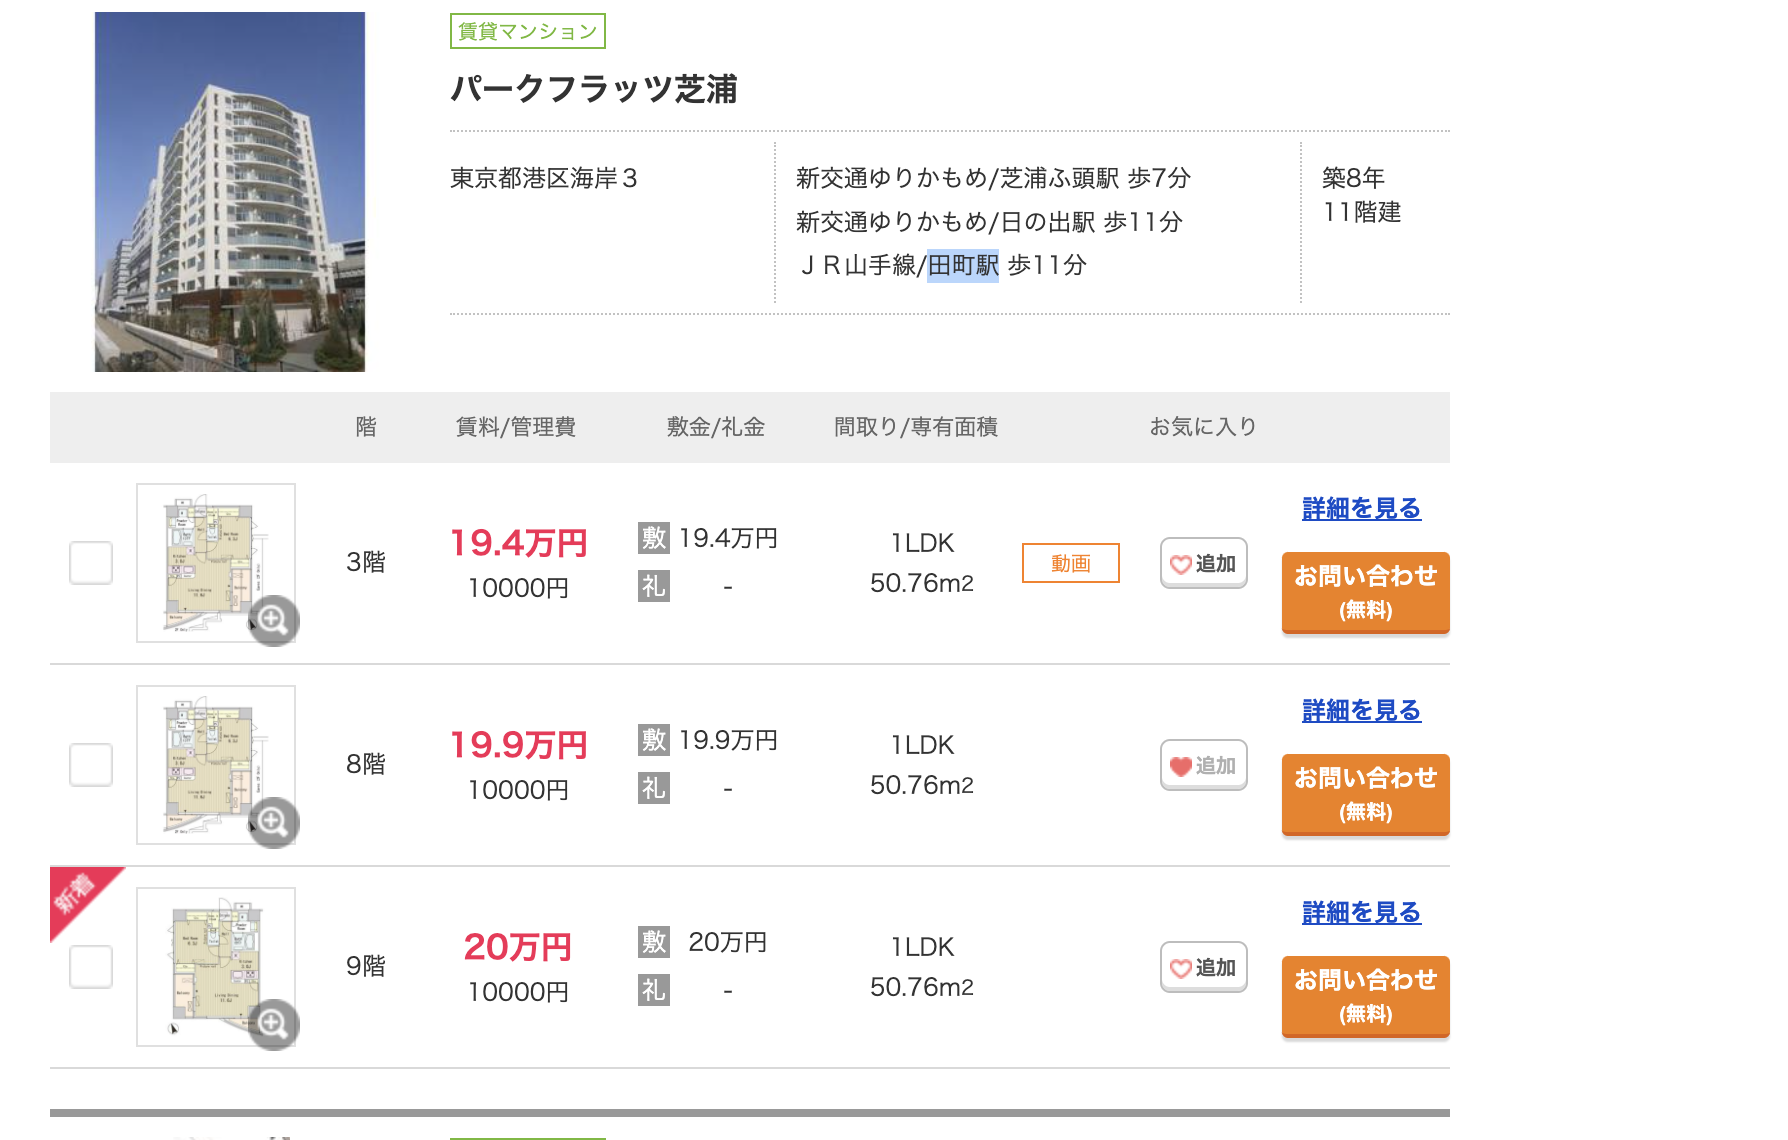 賃貸マンション
パークフラッツ芝浦
東京都港区海岸３
新交通ゆりかもめ/芝浦ふ頭駅 歩7分
新交通ゆりかもめ/日の出駅 歩11分
ＪＲ山手線/田町駅 歩11分
築8年
11階建
階 賃料/管理費 敷金/礼金 間取り/専有面積 お気に入り
3階
19.4万円
10000円
敷 19.4万円
礼 -
1LDK
50.76m2
動画
追加
詳細を見る
お問い合わせ
(無料)
8階
19.9万円
10000円
敷 19.9万円
礼 -
1LDK
50.76m2
追加
詳細を見る
お問い合わせ
(無料)
新着
9階
20万円
10000円
敷 20万円
礼 -
1LDK
50.76m2
追加
詳細を見る
お問い合わせ
(無料)